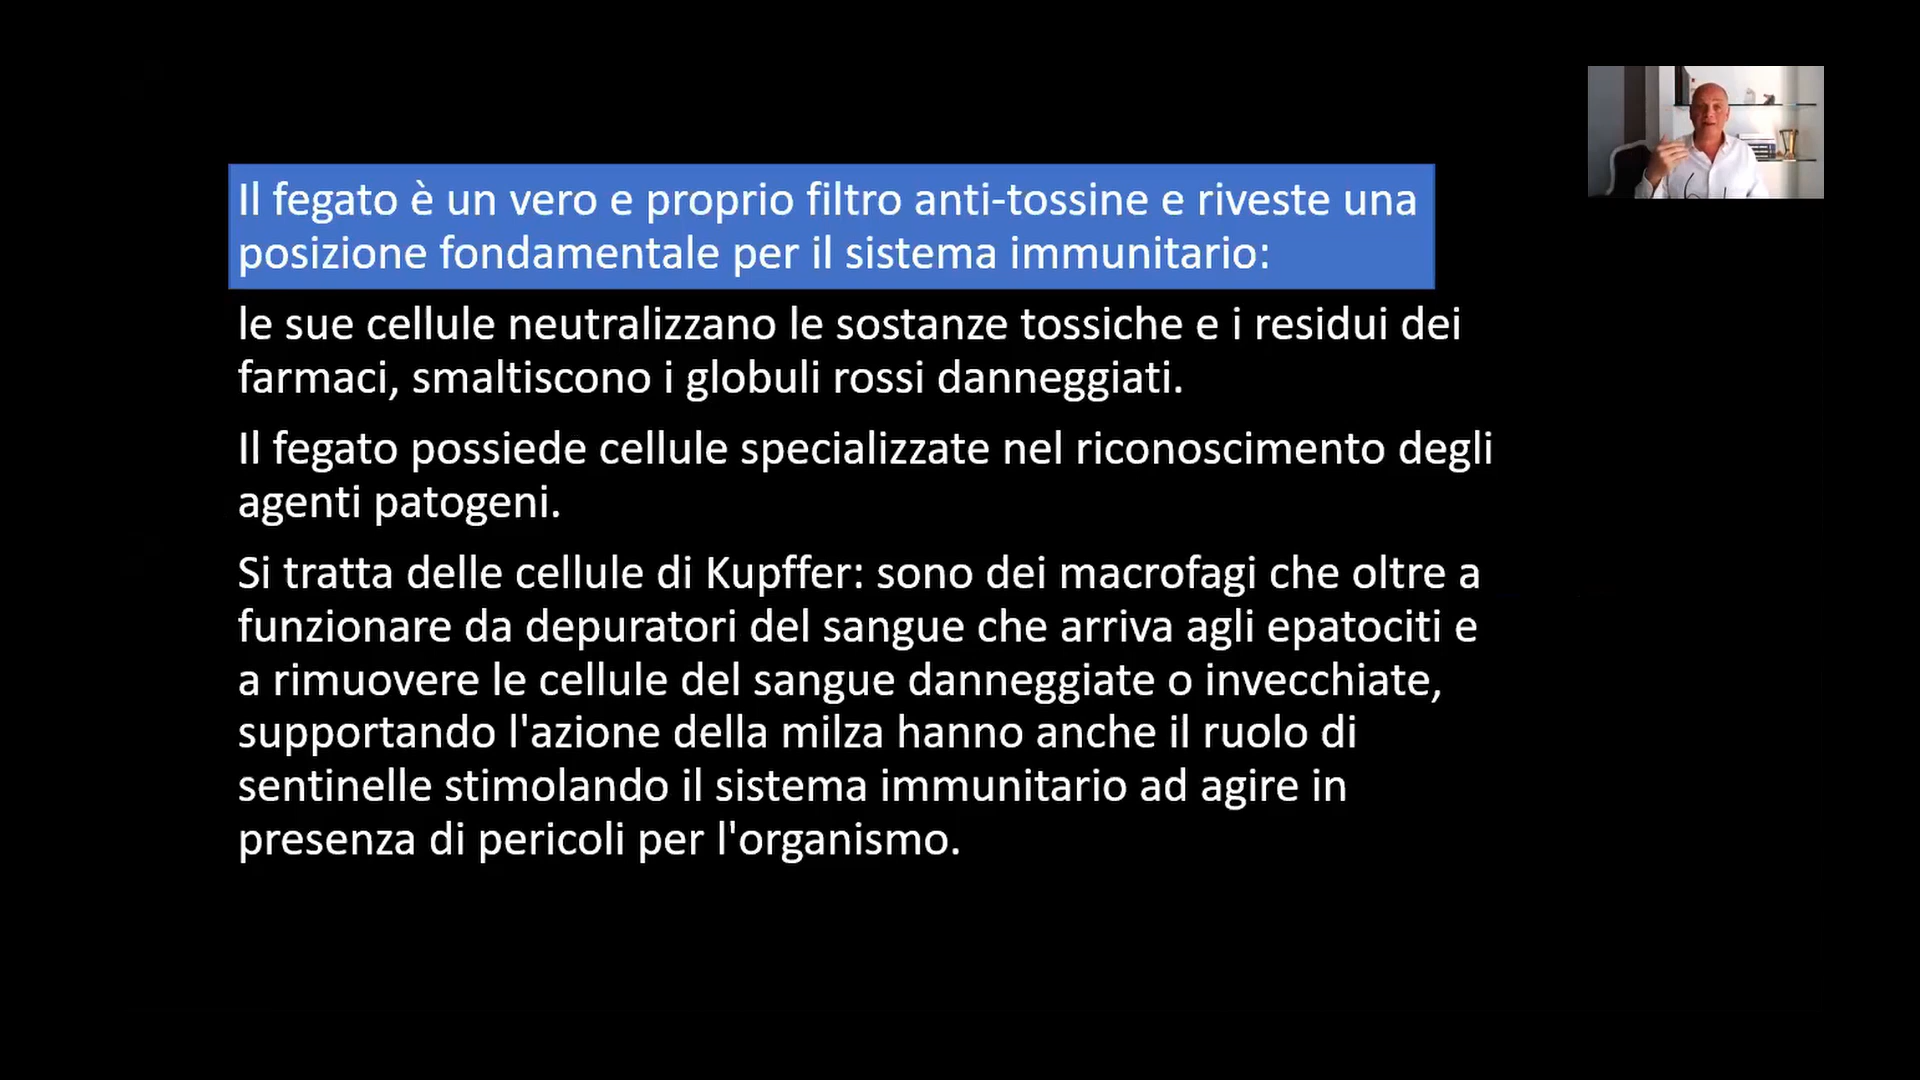 Il fegato è un vero e proprio filtro anti-tossine e riveste una
posizione fondamentale per il sistema immunitario:
le sue cellule neutralizzano le sostanze tossiche e i residui dei
farmaci, smaltiscono i globuli rossi danneggiati.
Il fegato possiede cellule specializzate nel riconoscimento degli
agenti patogeni.
Si tratta delle cellule di Kupffer: sono dei macrofagi che oltre a
funzionare da depuratori del sangue che arriva agli epatociti e
a rimuovere le cellule del sangue danneggiate o invecchiate,
supportando l'azione della milza hanno anche il ruolo di
sentinelle stimolando il sistema immunitario ad agire in
presenza di pericoli per l'organismo.